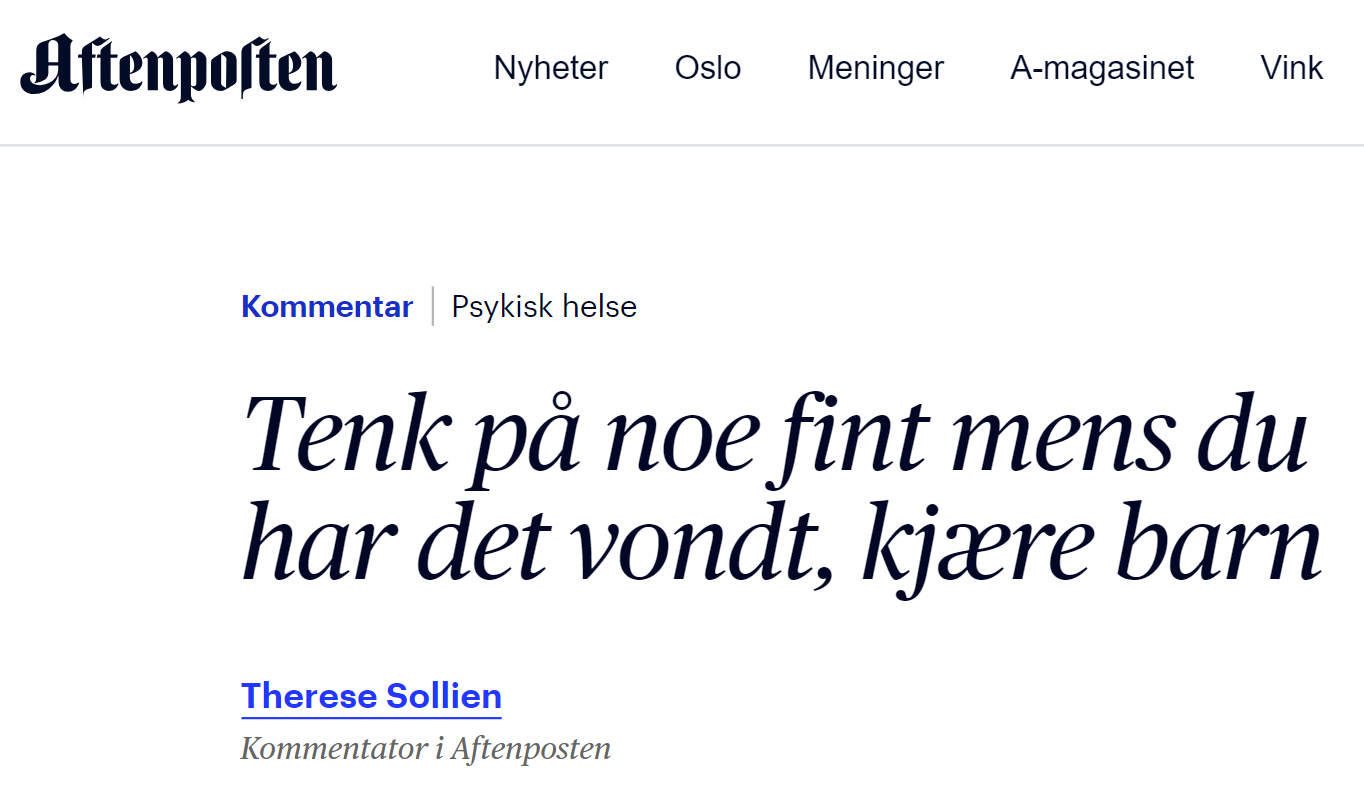 Aftenposten
Nyheter Oslo Meninger A-magasinet Vink
Kommentar | Psykisk helse
Tenk på noe fint mens du
har det vondt, kjære barn
Therese Sollien
Kommentator i Aftenposten